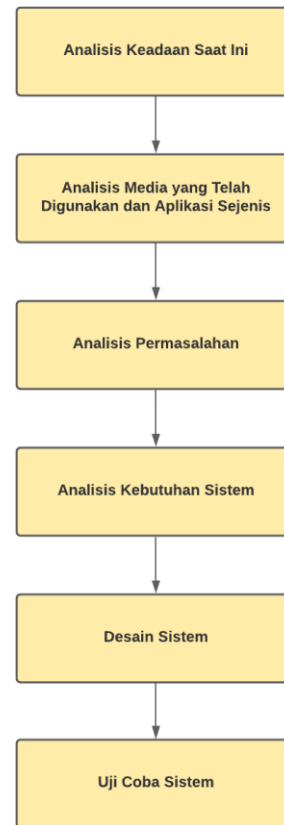 Analisis Keadaan Saat Ini
Analisis Media yang Telah
Digunakan dan Aplikasi Sejenis
Analisis Permasalahan
Analisis Kebutuhan Sistem
Desain Sistem
Uji Coba Sistem